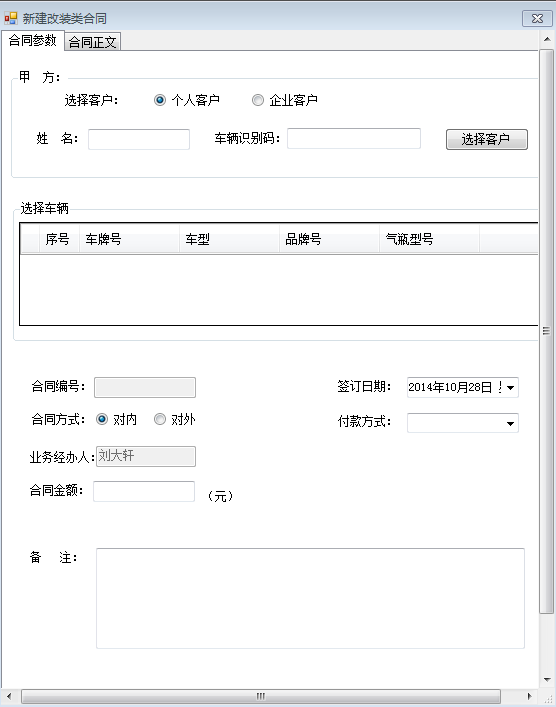 新建改装类合同
合同参数 合同正文
甲 方：
选择客户： 个人客户 企业客户
姓 名： 车辆识别码： 选择客户
选择车辆
序号 车牌号 车型 品牌号 气瓶型号
合同编号： 签订日期： 2014年10月28日
合同方式： 对内 对外 付款方式：
业务经办人： 刘大轩
合同金额： （元）
备 注：